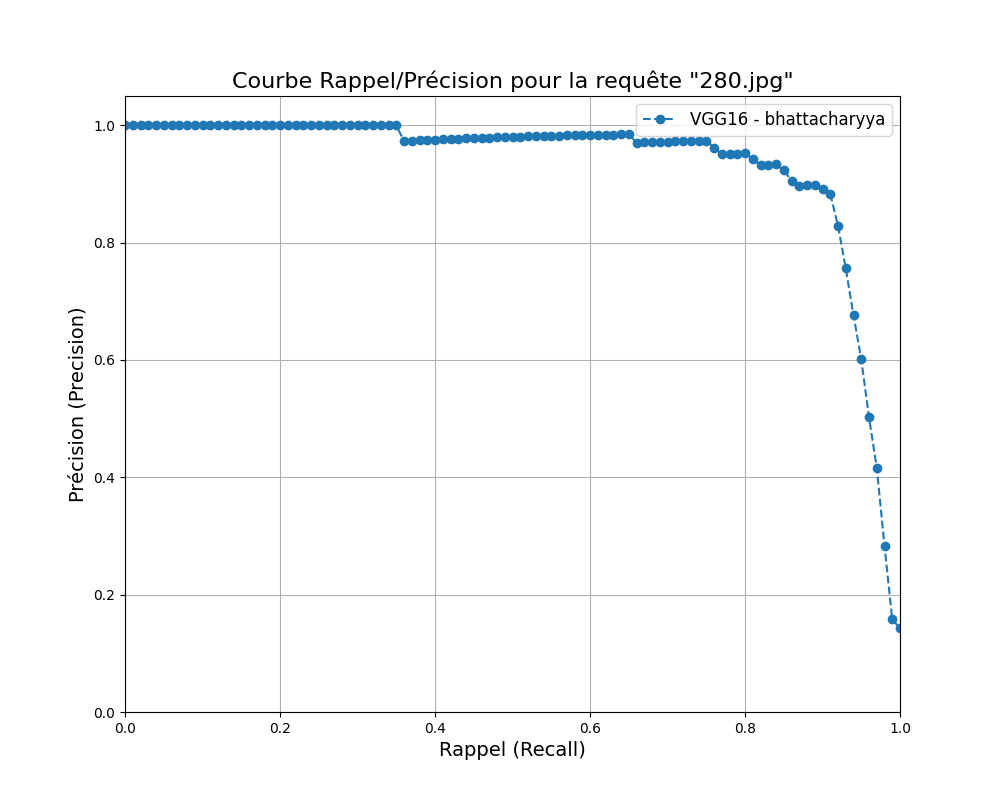 Courbe Rappel/Précision pour la requête "280.jpg"
VGG16 - bhattacharyya
1.0
0.8
0.6
0.4
0.2
0.0
Précision (Precision)
0.0 0.2 0.4 0.6 0.8 1.0
Rappel (Recall)